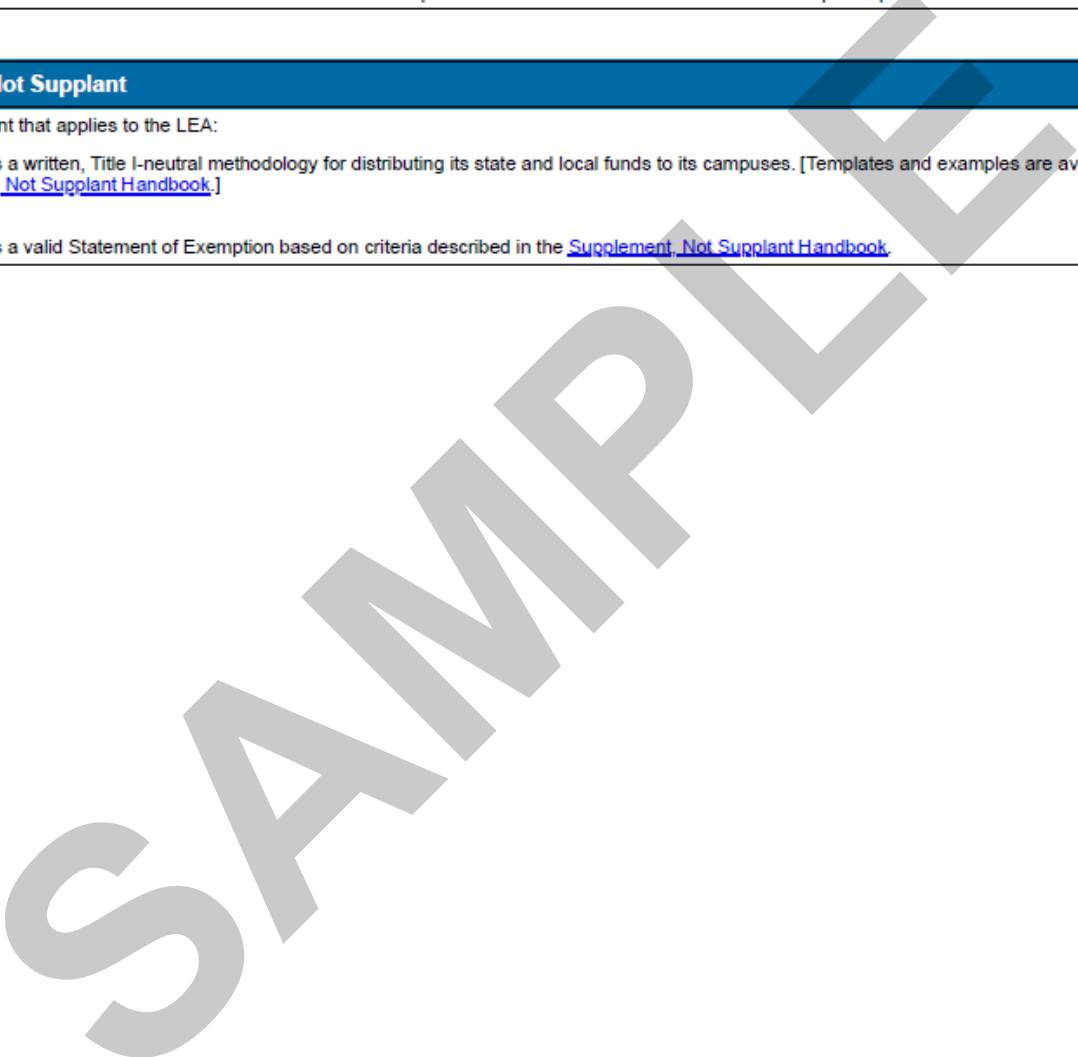 lot Supplant
nt that applies to the LEA:
s a written, Title I-neutral methodology for distributing its state and local funds to its campuses. [Templates and examples are av
Not Supplant Handbook.]
s a valid Statement of Exemption based on criteria described in the Supplement, Not Supplant Handbook.
SAMPLE